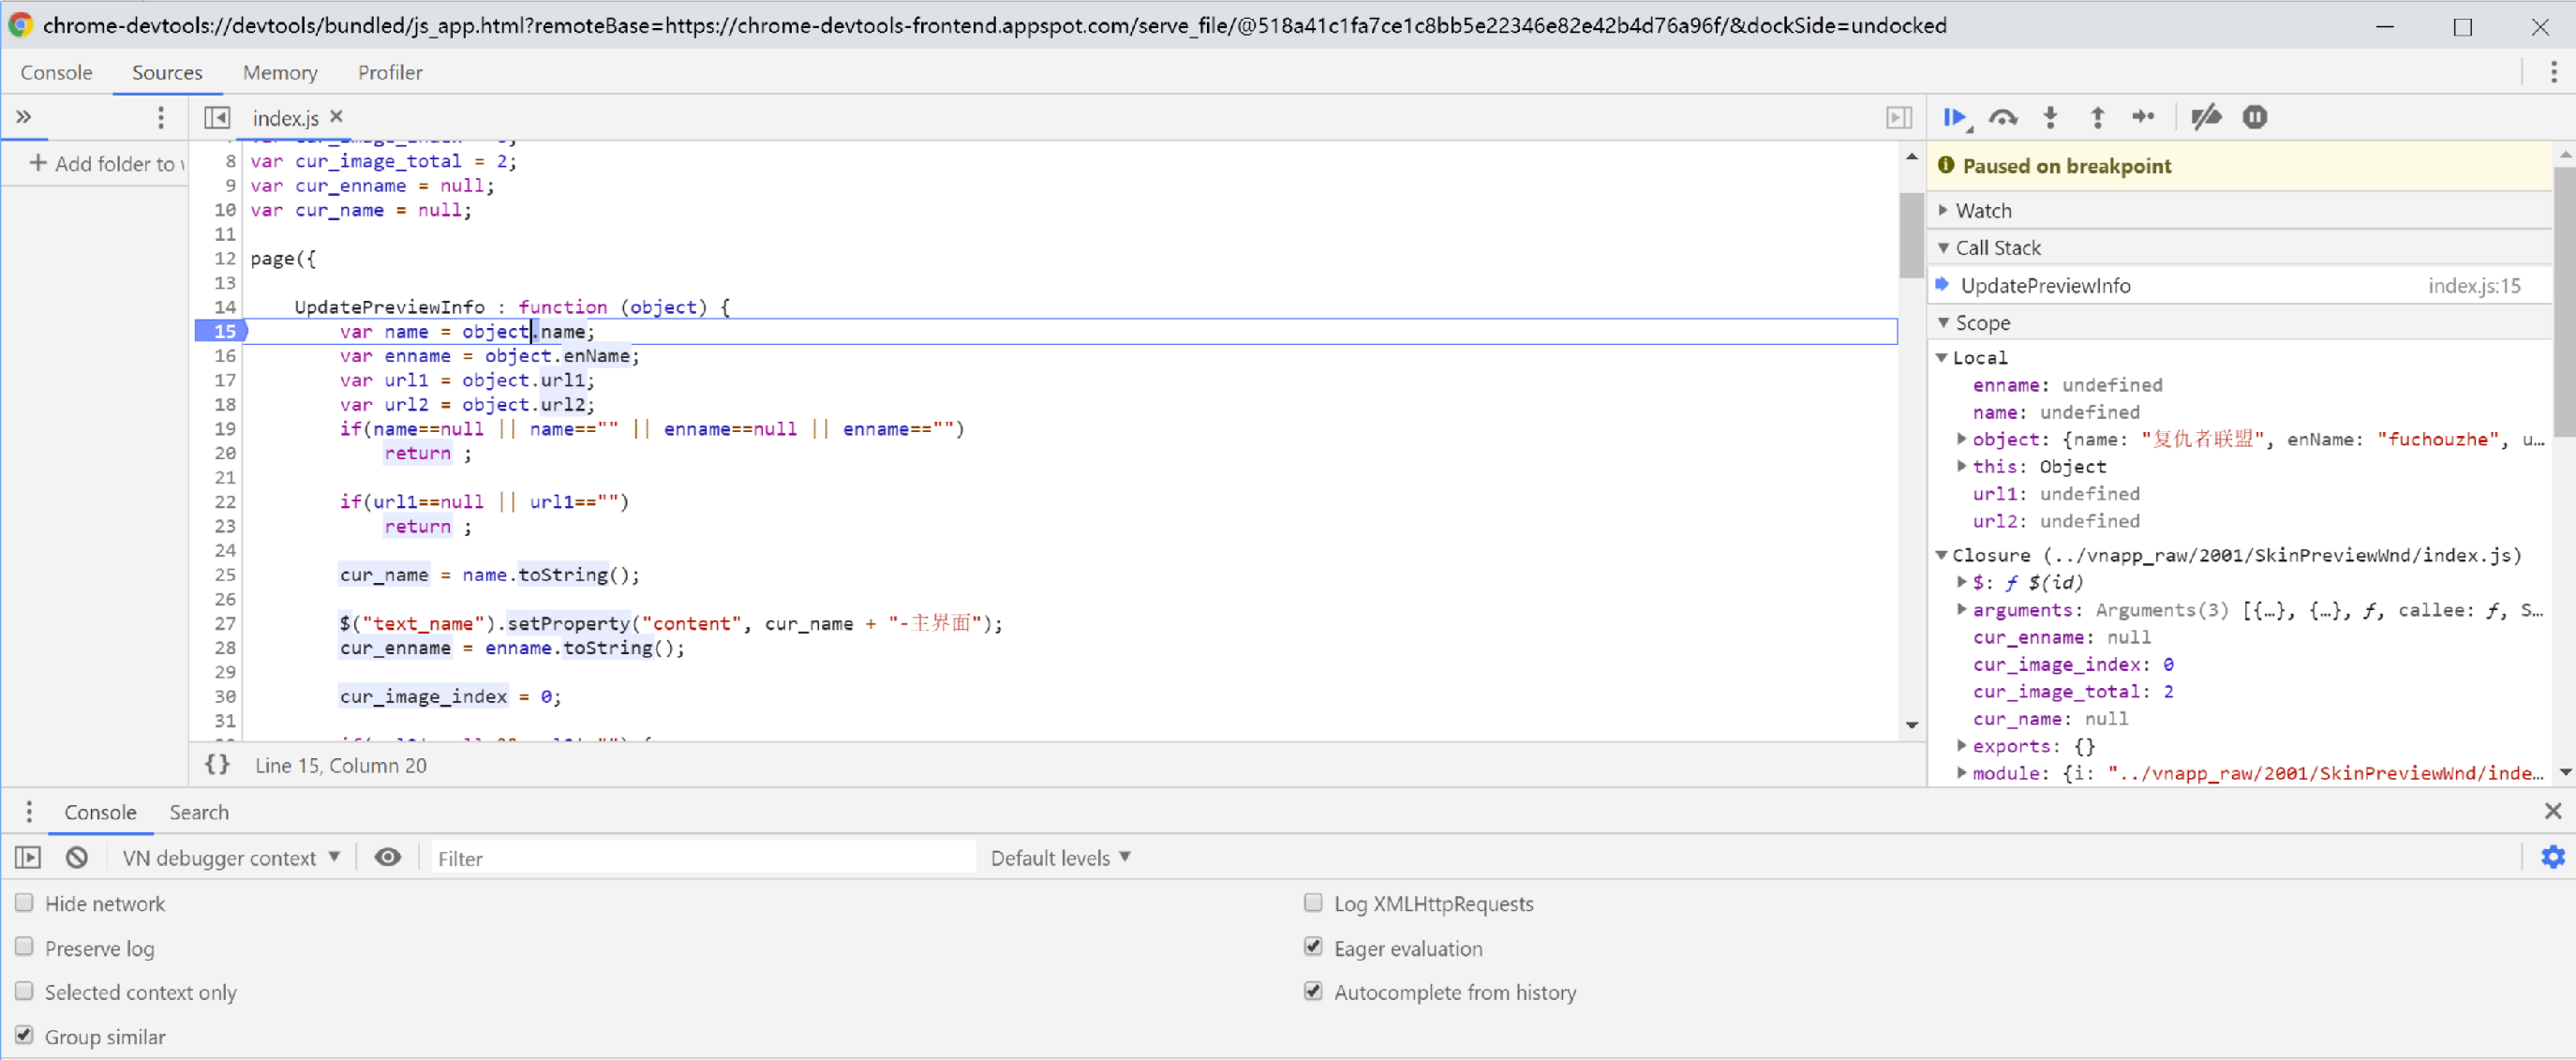 chrome-devtools://devtools/bundled/js_app.html?remoteBase=https://chrome-devtools-frontend.appspot.com/serve_file/@518a41c1fa7ce1c8bb5e22346e82e42b4d76a96f/&dockSide=undocked
Console Sources Memory Profiler
index.js
Add folder to
8 var cur_image_total = 2;
9 var cur_enname = null;
10 var cur_name = null;
11
12 page({
13
14 UpdatePreviewInfo : function (object) {
15 var name = object.name;
16 var enname = object.enName;
17 var url1 = object.url1;
18 var url2 = object.url2;
19 if(name==null || name=="" || enname==null || enname=="")
20 return ;
21
22 if(url1==null || url1=="")
23 return ;
24
25 cur_name = name.toString();
26
27 $("text_name").setProperty("content", cur_name + "-主界面");
28 cur_enname = enname.toString();
29
30 cur_image_index = 0;
31
{} Line 15, Column 20
Paused on breakpoint
Watch
Call Stack
UpdatePreviewInfo index.js:15
Scope
Local
enname: undefined
name: undefined
object: {name: "复仇者联盟", enName: "fuchouzhe", u…
this: Object
url1: undefined
url2: undefined
Closure (../vnapp_raw/2001/SkinPreviewWnd/index.js)
$: ƒ $(id)
arguments: Arguments(3) [{…}, {…}, ƒ, callee: ƒ, S…
cur_enname: null
cur_image_index: 0
cur_image_total: 2
cur_name: null
exports: {}
module: {i: "../vnapp_raw/2001/SkinPreviewWnd/inde…
Console Search
VN debugger context Filter Default levels
Hide network
Log XMLHttpRequests
Preserve log
Eager evaluation
Selected context only
Autocomplete from history
Group similar